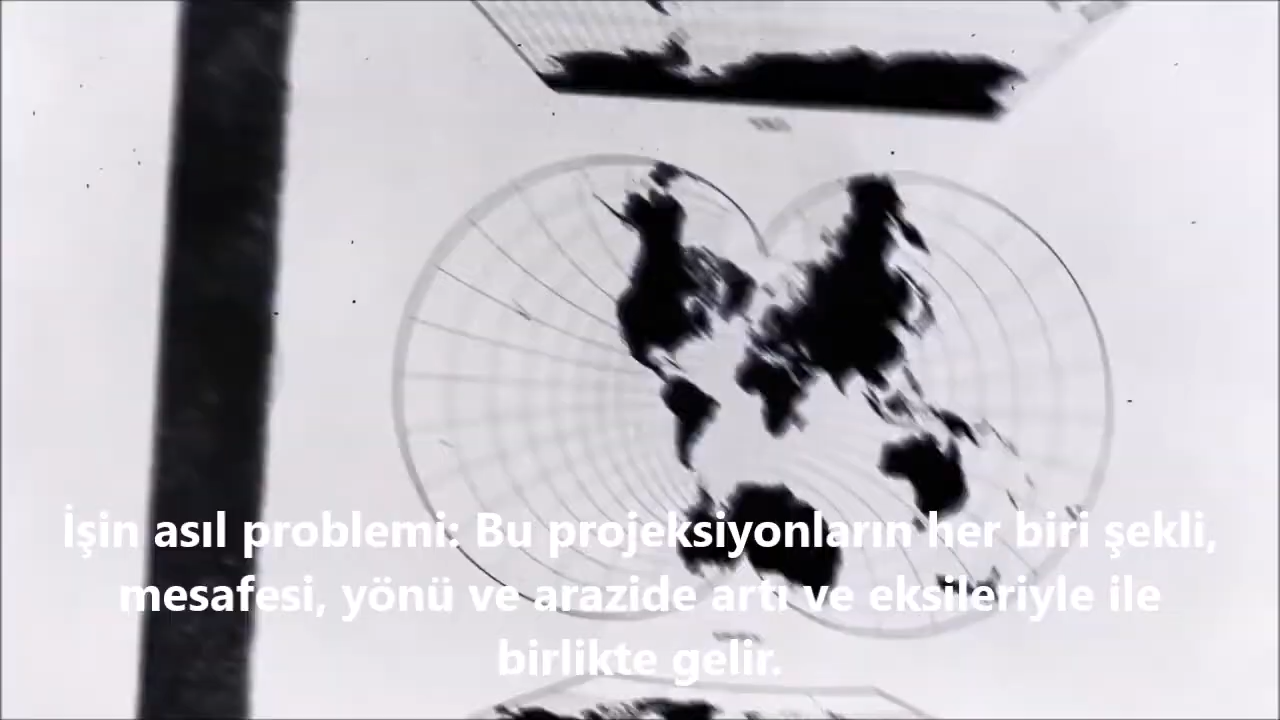 İşin asıl problemi: Bu projeksiyonların her biri şekli,
mesafesi, yönü ve arazide artı ve eksileriyle ile
birlikte gelir.